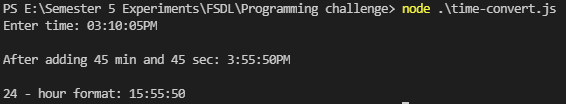 PS E:\Semester 5 Experiments\FSDL\Programming challenge> node .\time-convert.js
Enter time: 03:10:05PM
After adding 45 min and 45 sec: 3:55:50PM
24 - hour format: 15:55:50